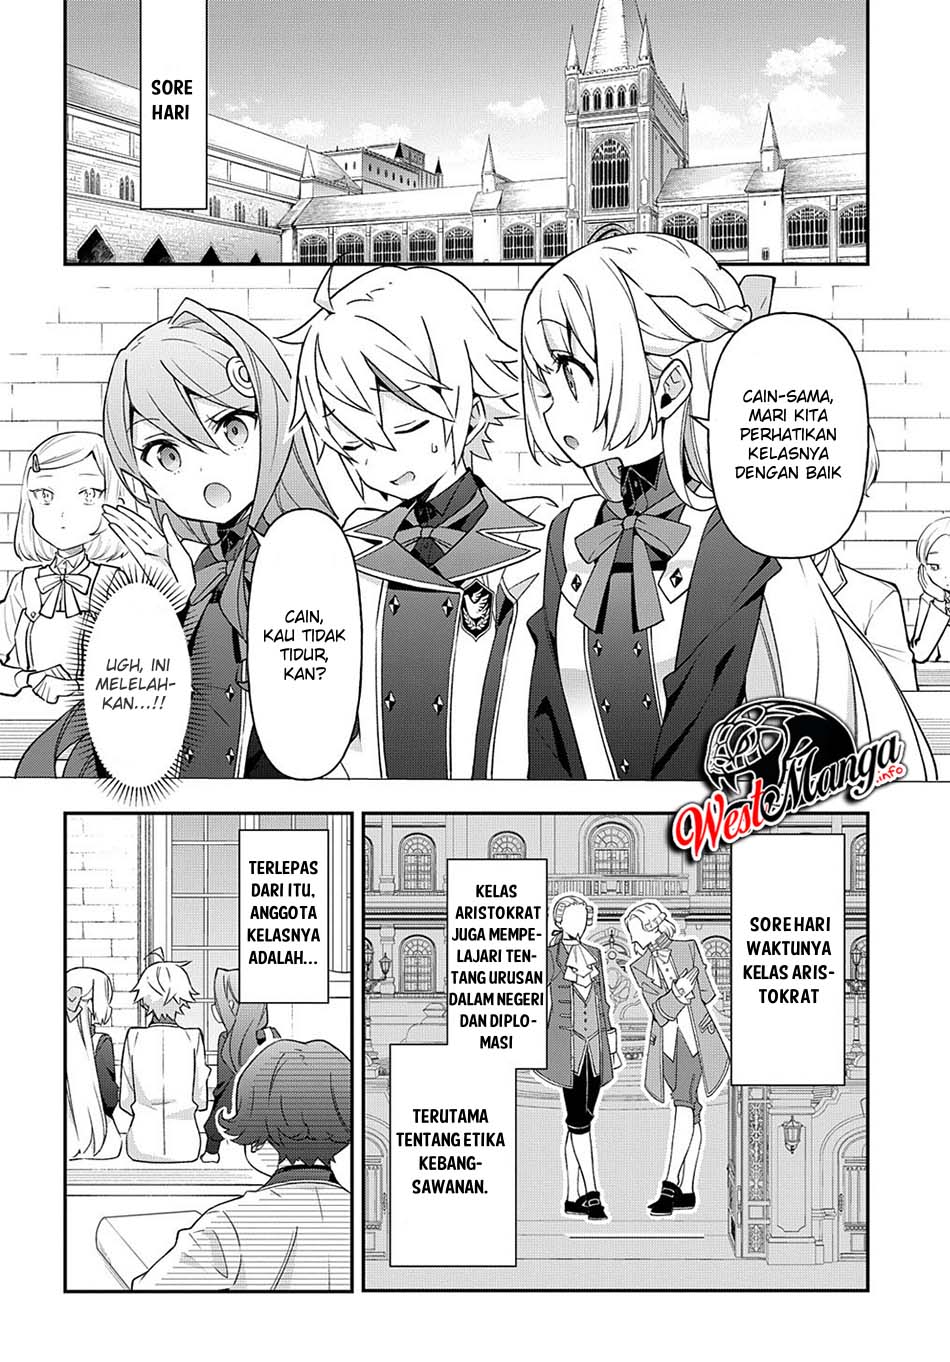 SORE
HARI
CAIN-SAMA,
MARI KITA
PERHATIKAN
KELASNYA
DENGAN BAIK
CAIN,
KAU TIDAK
TIDUR,
KAN?
UGH, INI
MELELAH-
KAN...!!
WestManga
.info
SORE HARI
WAKTUNYA
KELAS ARIS-
TOKRAT
KELAS
ARISTOKRAT
JUGA MEMPE-
LAJARI TEN-
TANG URUSAN
DALAM NEGERI
DAN DIPLO-
MASI
TERUTAMA
TENTANG ETIKA
KEBANG-
SAWANAN.
TERLEPAS
DARI ITU,
ANGGOTA
KELASNYA
ADALAH...